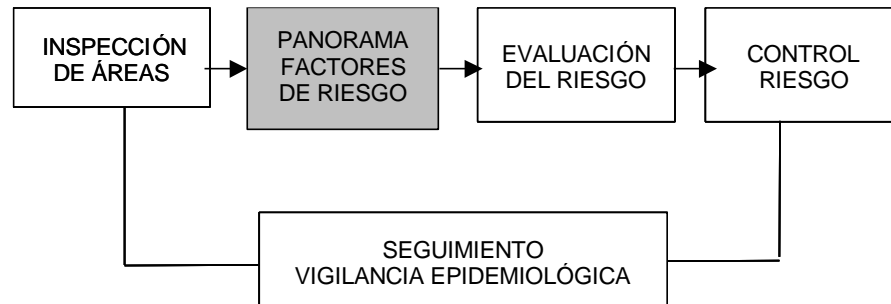 INSPECCIÓN
DE ÁREAS
PANORAMA
FACTORES
DE RIESGO
EVALUACIÓN
DEL RIESGO
CONTROL
RIESGO
SEGUIMIENTO
VIGILANCIA EPIDEMIOLÓGICA